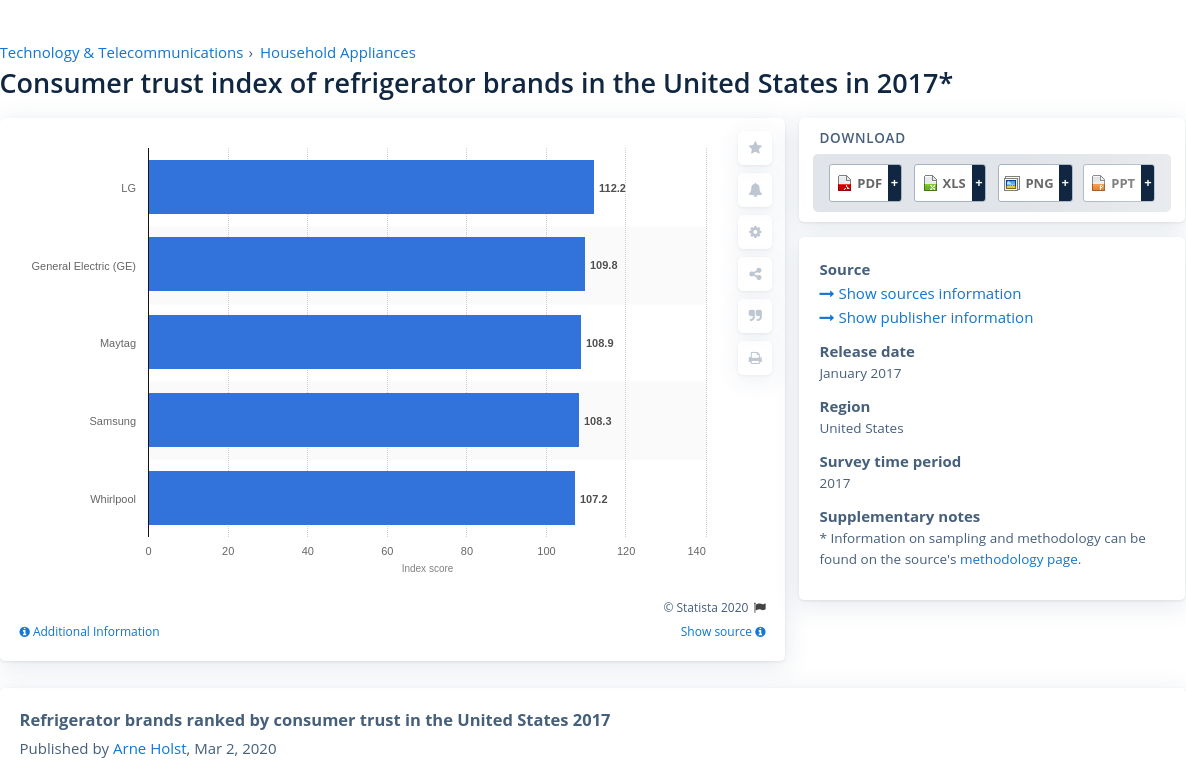 Technology & Telecommunications › Household Appliances
Consumer trust index of refrigerator brands in the United States in 2017*
LG 112.2
General Electric (GE) 109.8
Maytag 108.9
Samsung 108.3
Whirlpool 107.2
0 20 40 60 80 100 120 140
Index score
© Statista 2020
Additional Information Show source
DOWNLOAD
PDF + XLS + PNG + PPT +
Source
Show sources information
Show publisher information
Release date
January 2017
Region
United States
Survey time period
2017
Supplementary notes
* Information on sampling and methodology can be
found on the source's methodology page.
Refrigerator brands ranked by consumer trust in the United States 2017
Published by Arne Holst, Mar 2, 2020